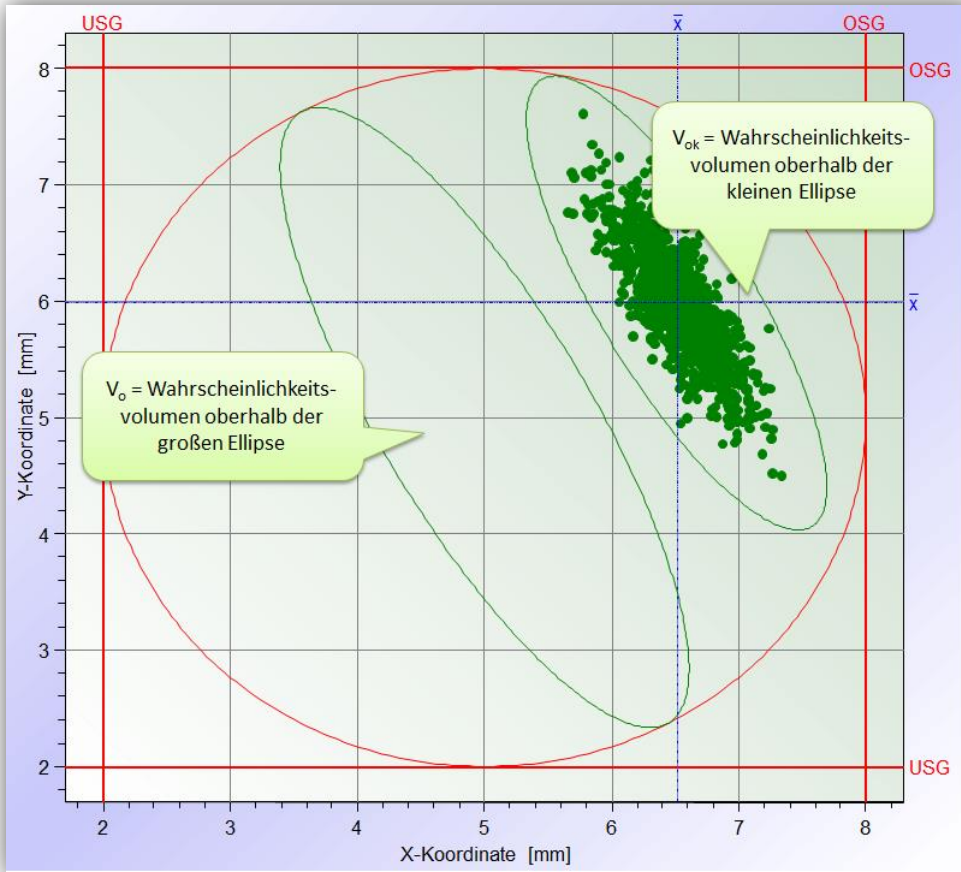 USG
x̄
OSG
8
OSG
V_ok = Wahrscheinlichkeits-
volumen oberhalb der
kleinen Ellipse
7
6
x̄
V_o = Wahrscheinlichkeits-
volumen oberhalb der
großen Ellipse
5
Y-Koordinate [mm]
4
3
2
USG
2 3 4 5 6 7 8
X-Koordinate [mm]